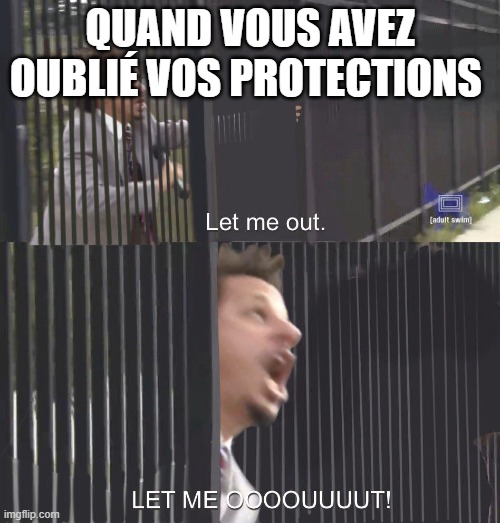 QUAND VOUS AVEZ
OUBLIÉ VOS PROTECTIONS
Let me out.
[adult swim]
LET ME OOOOUUUUT!
imgflip.com